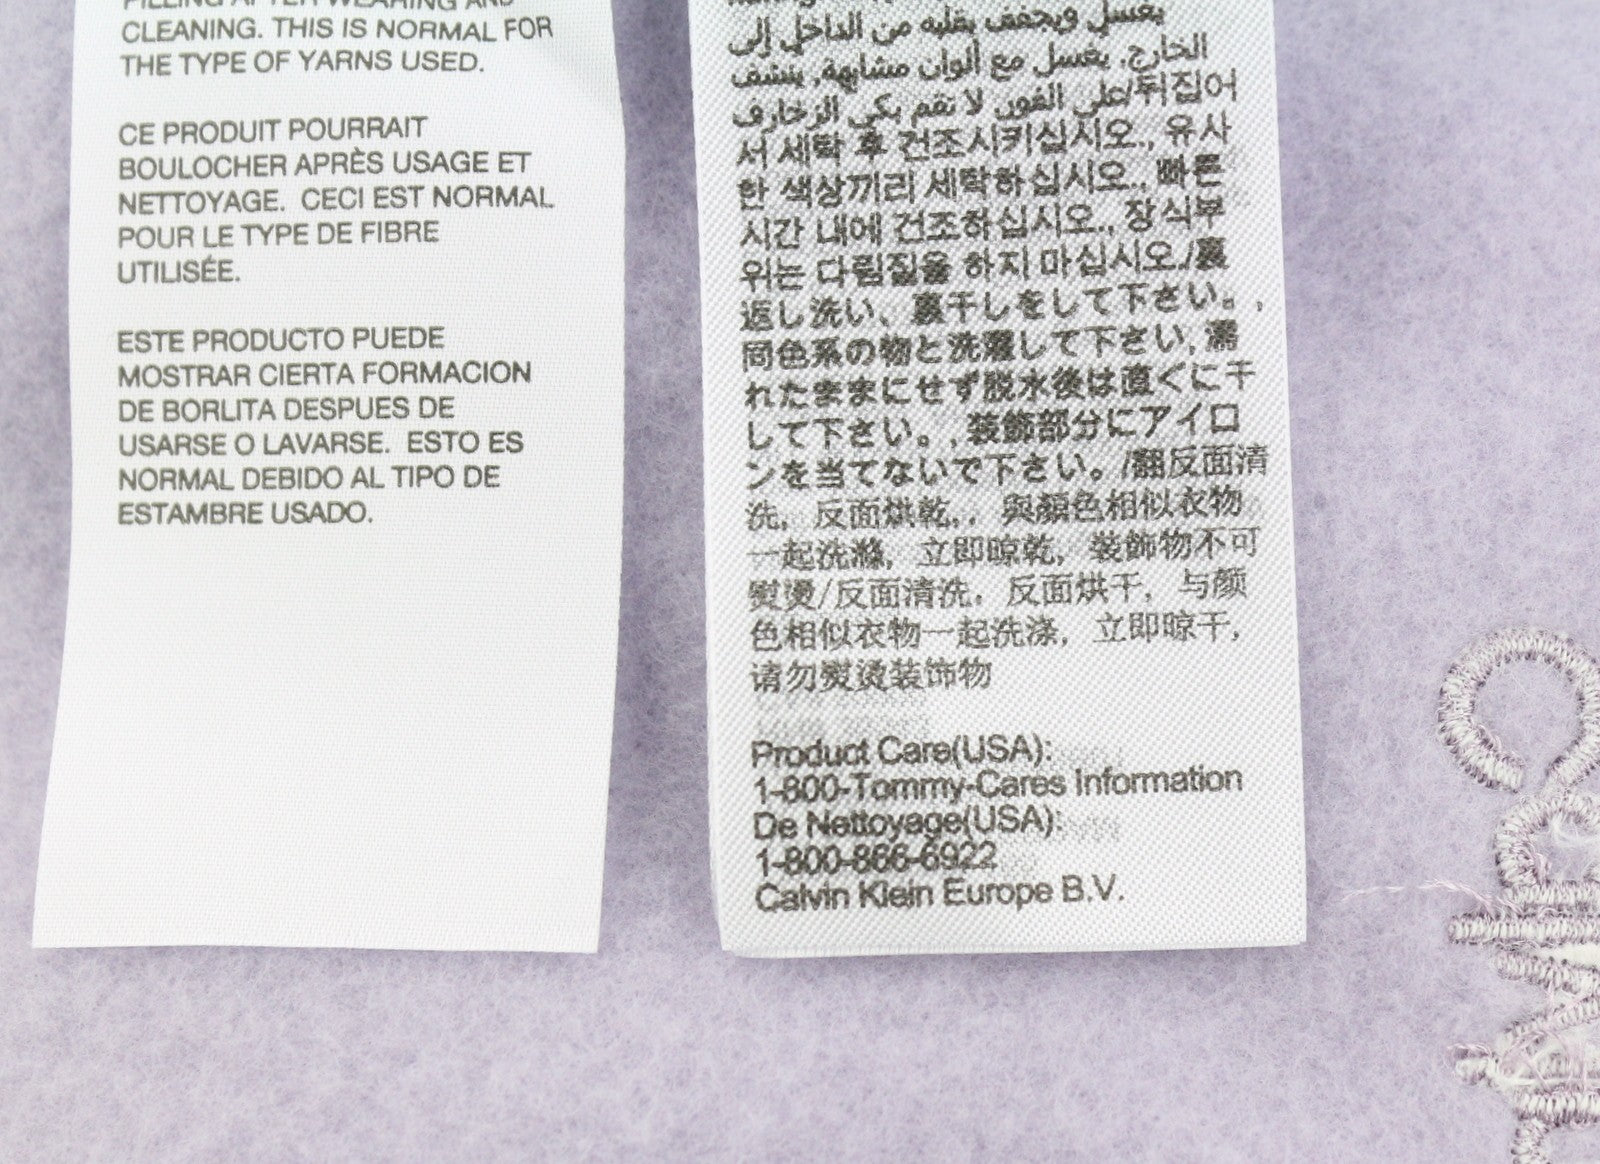 PILLING AFTER WEARING AND
CLEANING. THIS IS NORMAL FOR
THE TYPE OF YARNS USED.
CE PRODUIT POURRAIT
BOULOCHER APRÈS USAGE ET
NETTOYAGE. CECI EST NORMAL
POUR LE TYPE DE FIBRE
UTILISÉE.
ESTE PRODUCTO PUEDE
MOSTRAR CIERTA FORMACION
DE BORLITA DESPUES DE
USARSE O LAVARSE. ESTO ES
NORMAL DEBIDO AL TIPO DE
ESTAMBRE USADO.
يغسل ويجفف بقلبه من الداخل إلى
الخارج, يغسل مع ألوان مشابهة, ينشف
على الفور, لا تقم بكي الزخارف/뒤집어
서 세탁 후 건조시키십시오., 유사
한 색상끼리 세탁하십시오., 빠른
시간 내에 건조하십시오., 장식부
위는 다림질을 하지 마십시오./裏
返し洗い、裏干しをして下さい。,
同色系の物と洗濯して下さい, 濡
れたままにせず脱水後は直ぐに干
して下さい。, 装飾部分にアイロ
ンを当てないで下さい。/翻反面清
洗, 反面烘乾, , 與顏色相似衣物
一起洗滌, 立即晾乾, 裝飾物不可
熨燙/反面清洗, 反面烘干, 与颜
色相似衣物一起洗涤, 立即晾干,
请勿熨烫装饰物
Product Care(USA):
1-800-Tommy-Cares Information
De Nettoyage(USA):
1-800-866-6922
Calvin Klein Europe B.V.